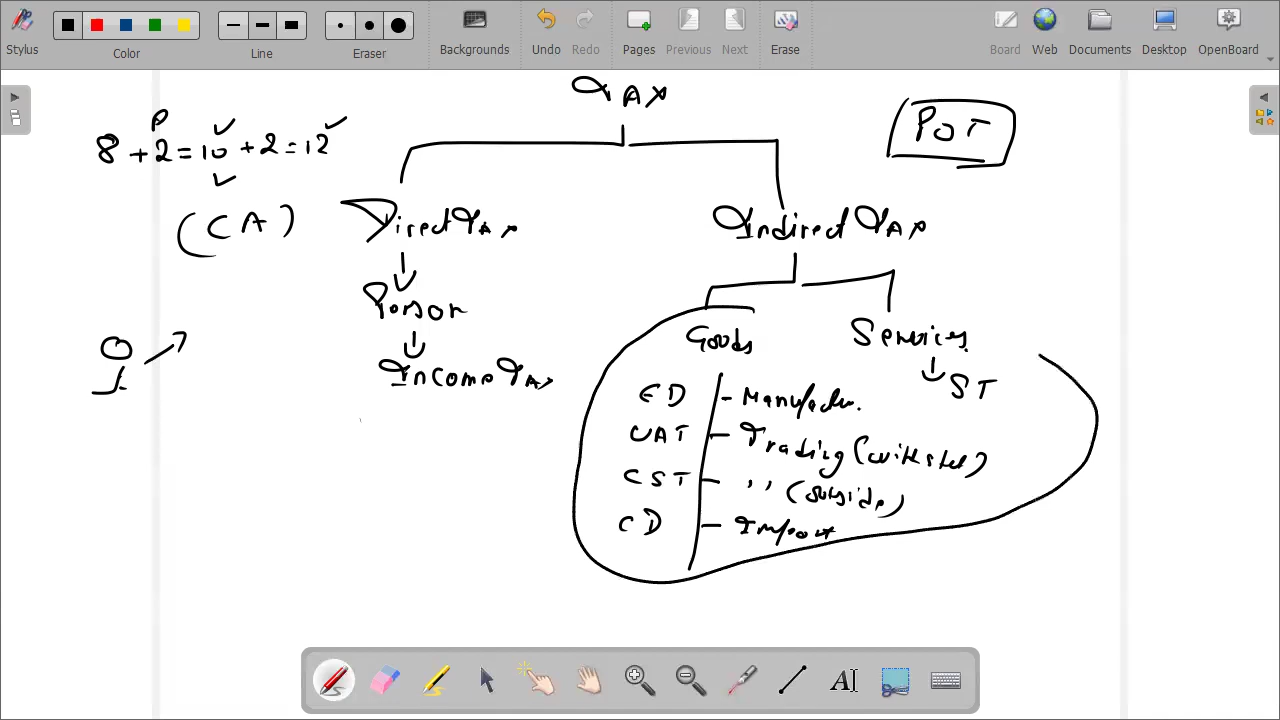 Stylus
Color
Line
Eraser
Backgrounds
Undo
Redo
Pages
Previous
Next
Erase
Board
Web
Documents
Desktop
OpenBoard
TAx
POT
P
8 + 2 = 10 + 2 = 12
(CA)
Direct TAx
Indirect TAx
Person
Income TAx
Goods
Services
ST
ED - Manufactu.
VAT - Trading (with state)
CST - ,, (outside)
CD - Import
AI